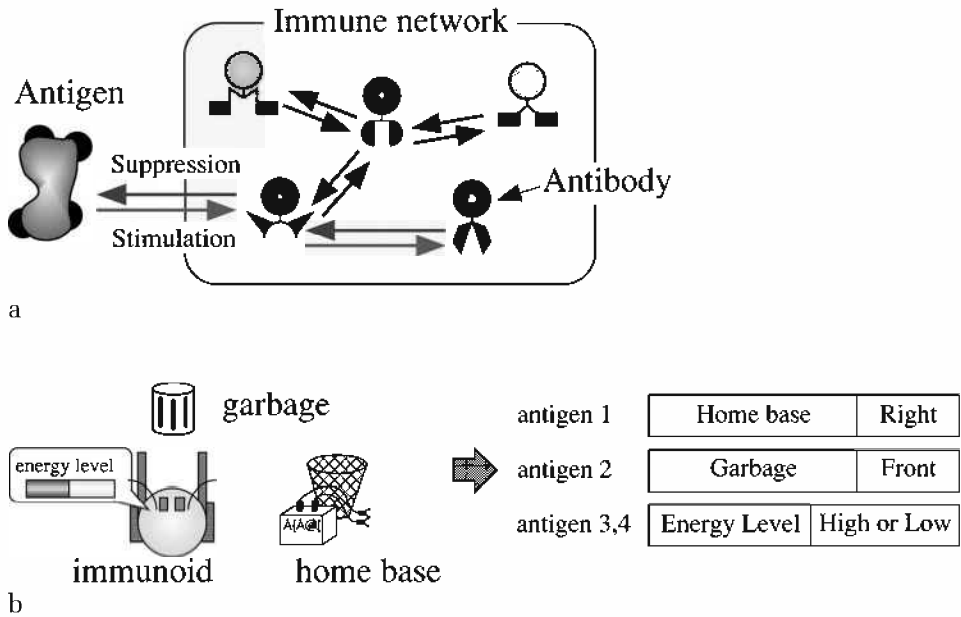 Immune network
Antigen
Suppression
Antibody
Stimulation
a
garbage
antigen 1 Home base Right
energy level
antigen 2 Garbage Front
antigen 3,4 Energy Level High or Low
immunoid
home base
b